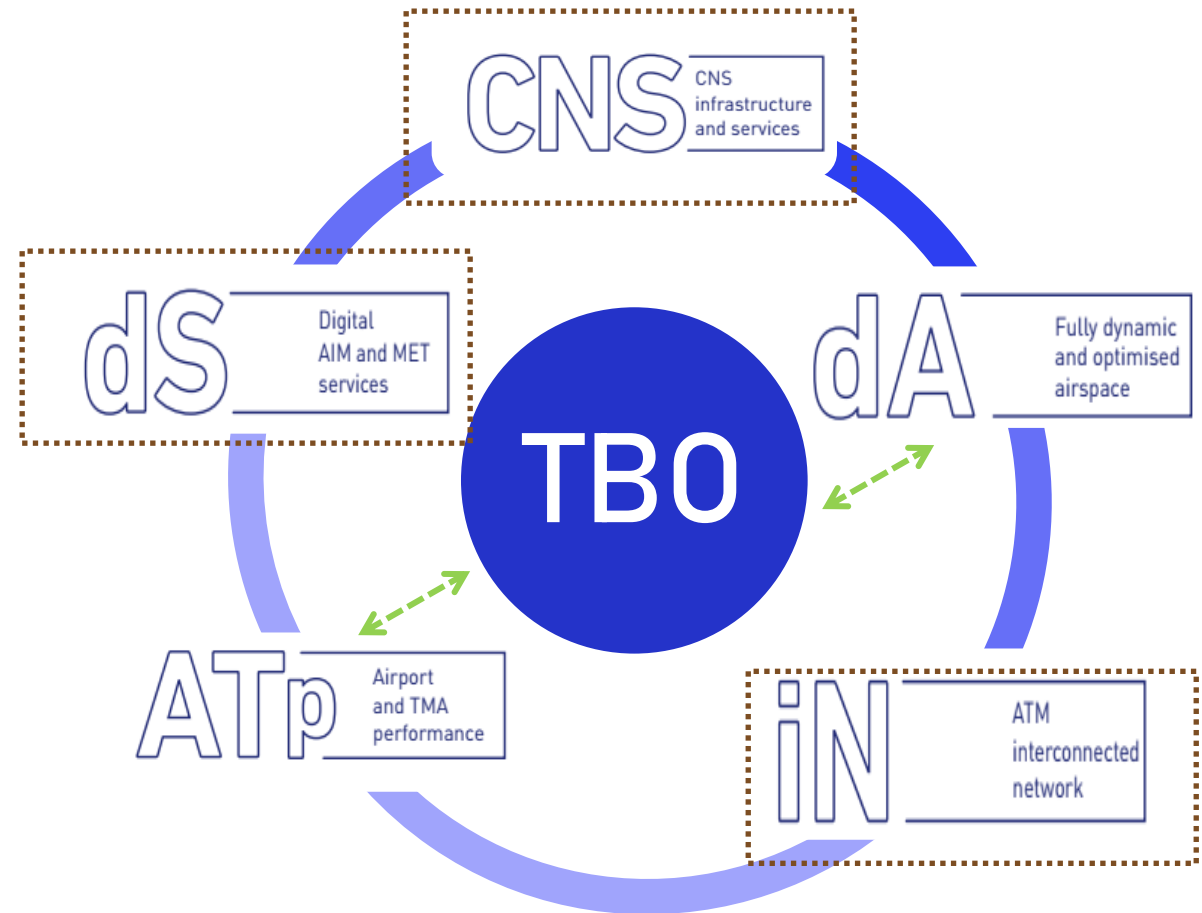 CNS
CNS
infrastructure
and services
dS
Digital
AIM and MET
services
dA
Fully dynamic
and optimised
airspace
TBO
ATp
Airport
and TMA
performance
iN
ATM
interconnected
network